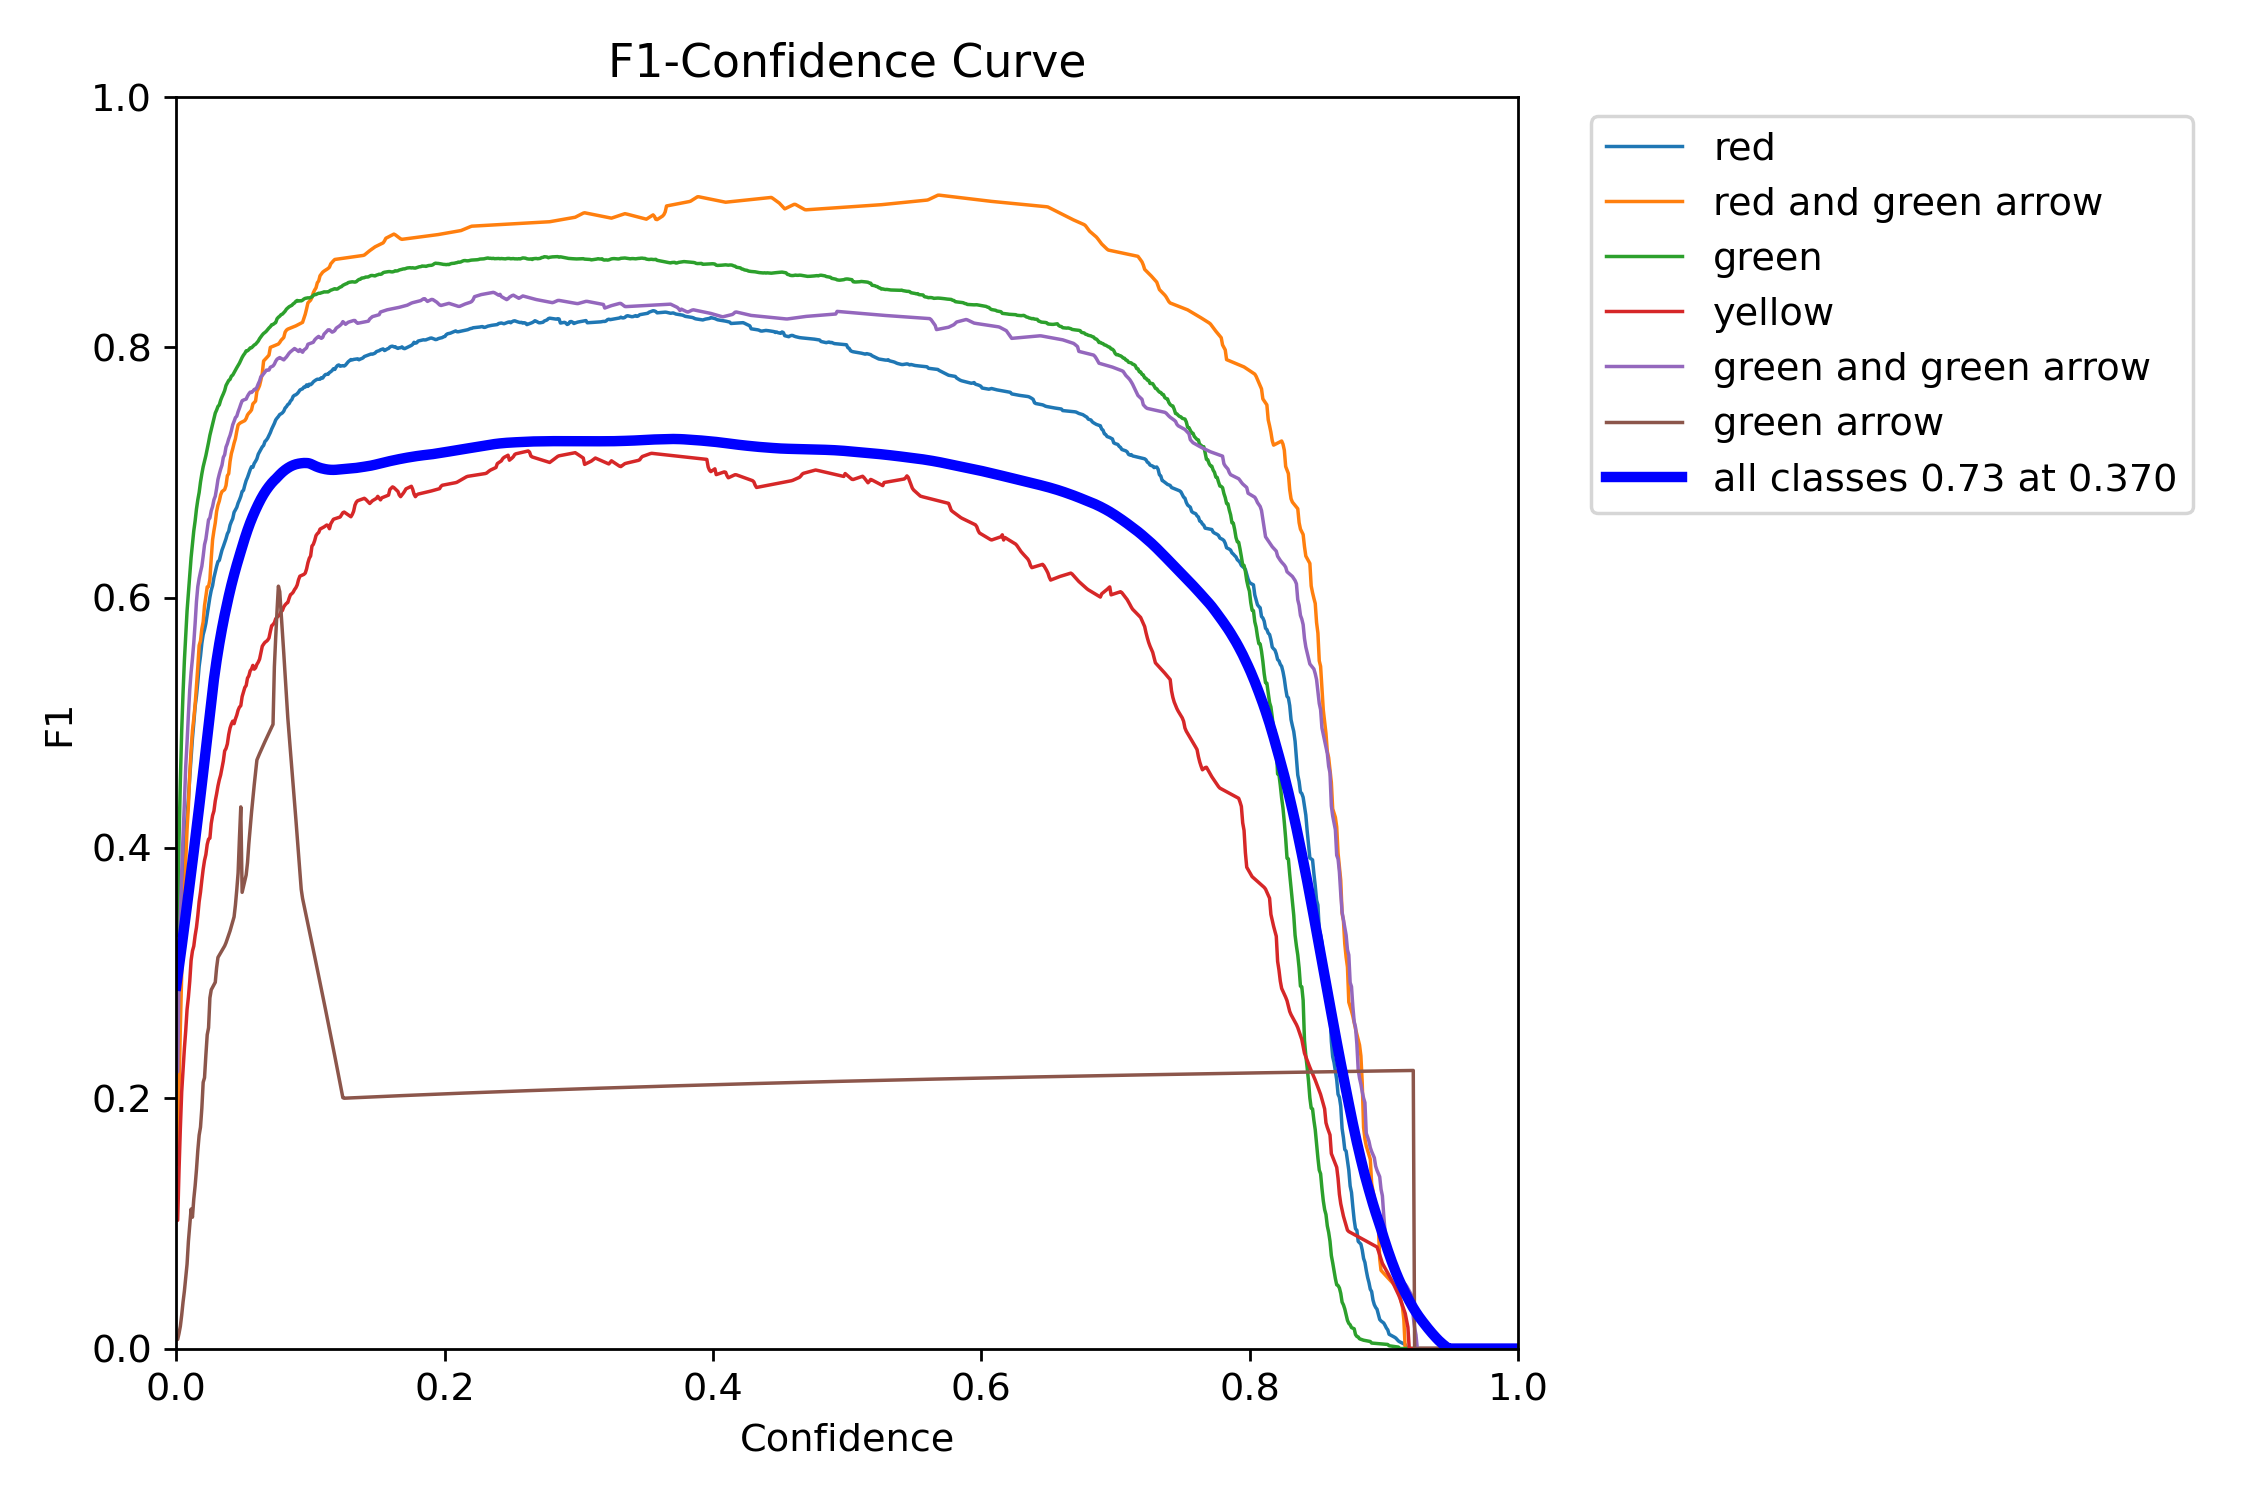 F1-Confidence Curve
1.0
0.8
0.6
0.4
0.2
0.0
F1
0.0 0.2 0.4 0.6 0.8 1.0
Confidence
red
red and green arrow
green
yellow
green and green arrow
green arrow
all classes 0.73 at 0.370